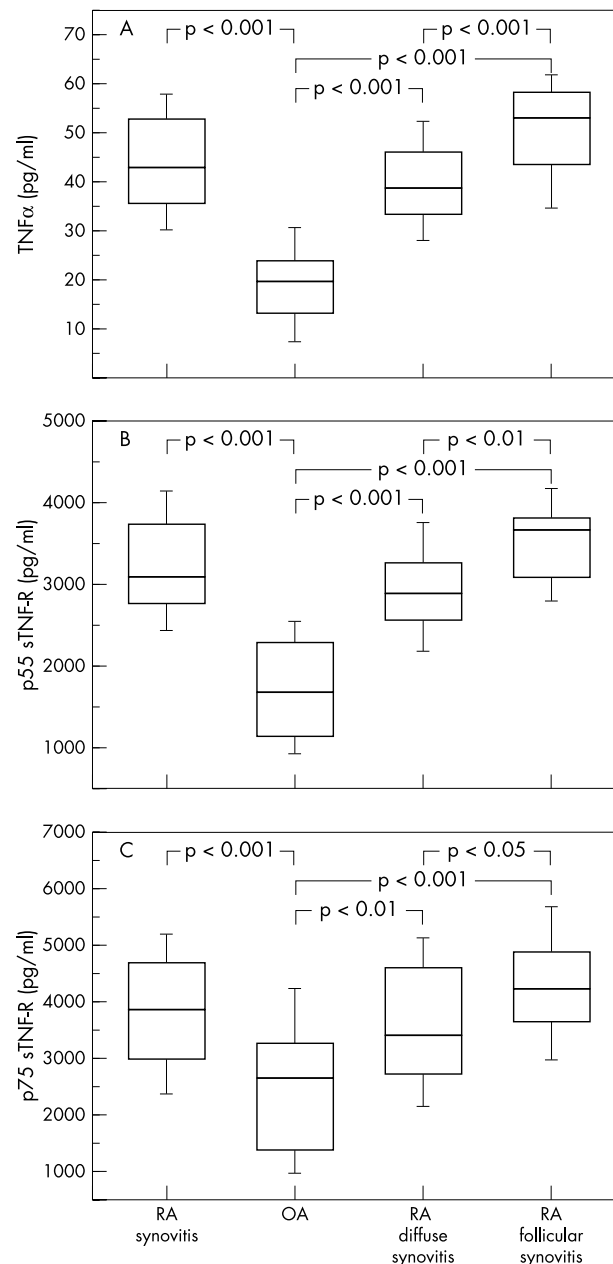 A
p < 0.001
p < 0.001
p < 0.001
p < 0.001
70
60
50
40
30
20
10
TNFα (pg/ml)
B
p < 0.001
p < 0.01
p < 0.001
p < 0.001
5000
4000
3000
2000
1000
p55 sTNF-R (pg/ml)
C
p < 0.001
p < 0.05
p < 0.001
p < 0.01
7000
6000
5000
4000
3000
2000
1000
p75 sTNF-R (pg/ml)
RA
synovitis
OA
RA
diffuse
synovitis
RA
follicular
synovitis